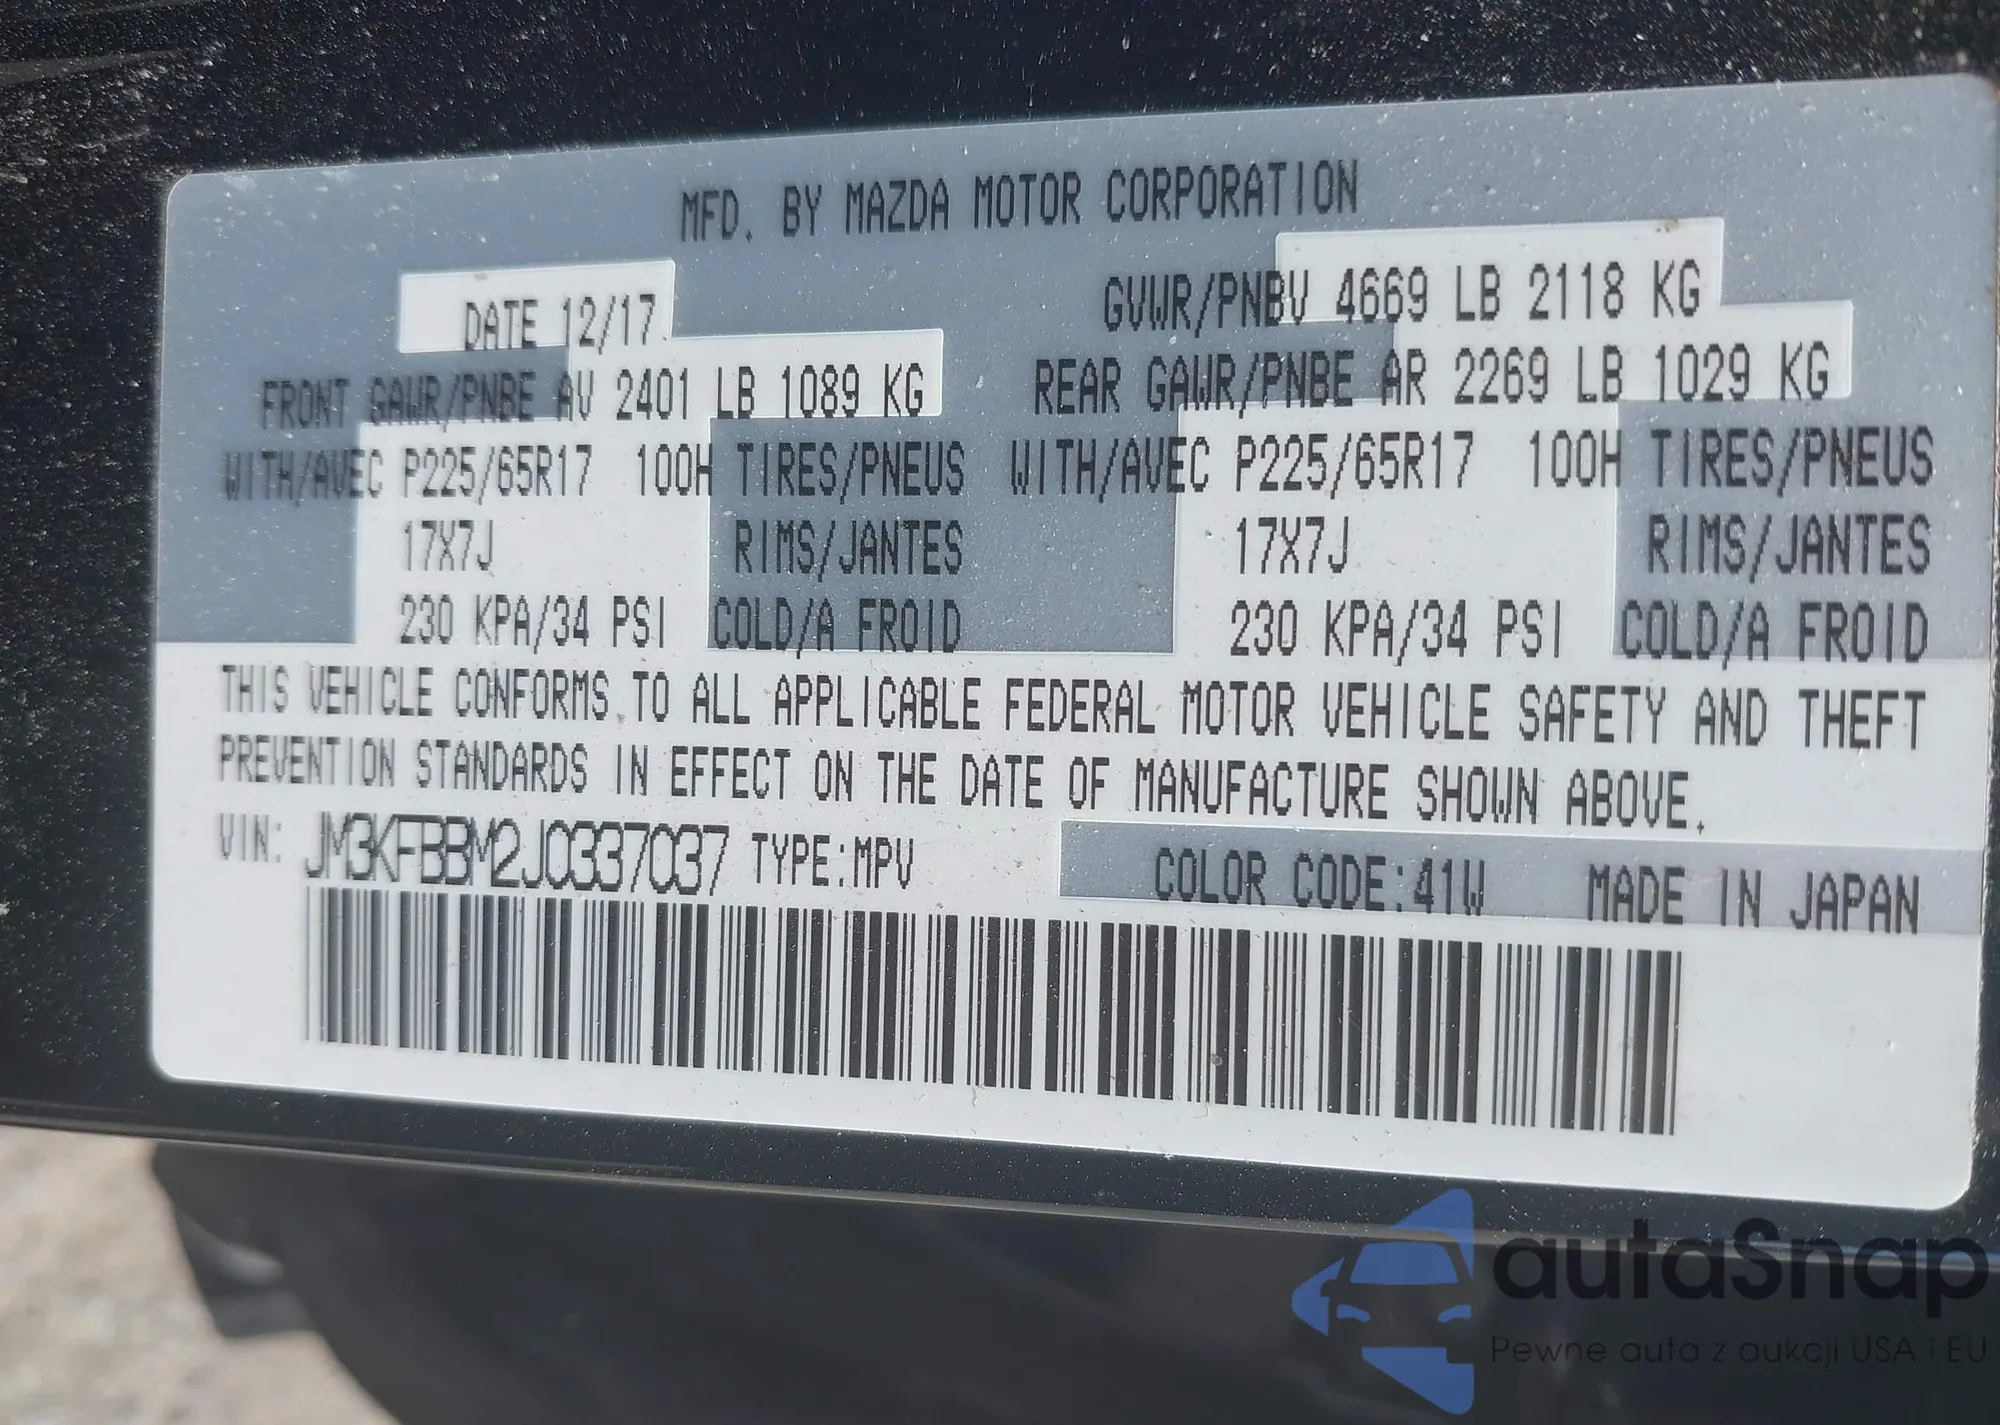 MFD. BY MAZDA MOTOR CORPORATION
DATE 12/17 GVWR/PNBV 4669 LB 2118 KG
FRONT GAWR/PNBE AV 2401 LB 1089 KG REAR GAWR/PNBE AR 2269 LB 1029 KG
WITH/AVEC P225/65R17 100H TIRES/PNEUS WITH/AVEC P225/65R17 100H TIRES/PNEUS
17X7J RIMS/JANTES 17X7J RIMS/JANTES
230 KPA/34 PSI COLD/A FROID 230 KPA/34 PSI COLD/A FROID
THIS VEHICLE CONFORMS TO ALL APPLICABLE FEDERAL MOTOR VEHICLE SAFETY AND THEFT
PREVENTION STANDARDS IN EFFECT ON THE DATE OF MANUFACTURE SHOWN ABOVE.
VIN: JM3KFBBM2J0337037 TYPE:MPV COLOR CODE:41W MADE IN JAPAN
autaSnap
Pewne auta z aukcji USA i EU